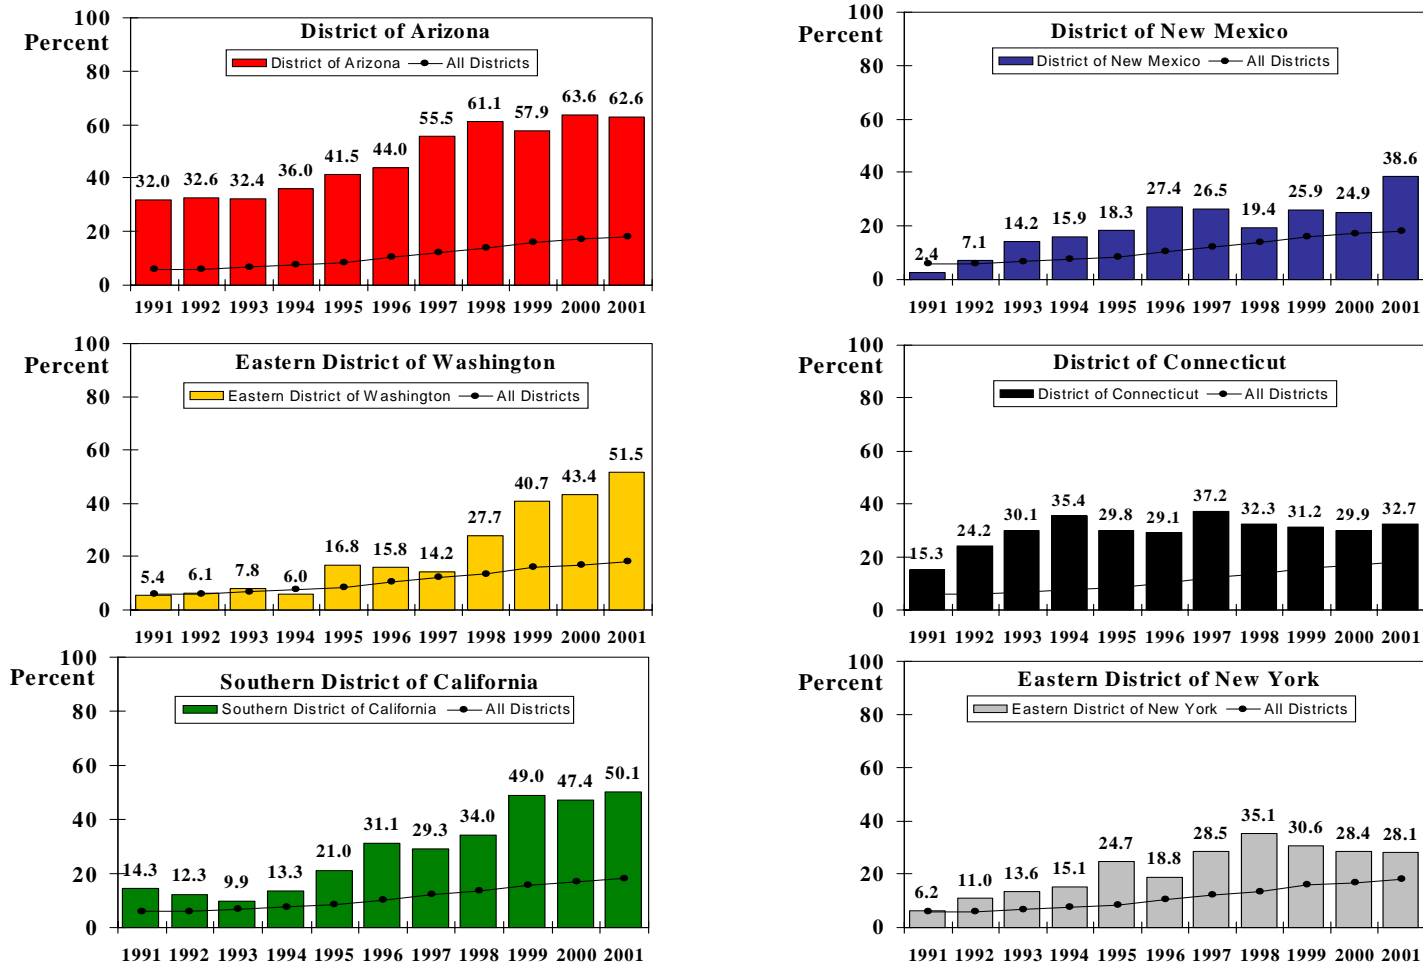 100
Percent
District of Arizona
District of Arizona All Districts
80
60
40
20
0
32.0 32.6 32.4 36.0 41.5 44.0 55.5 61.1 57.9 63.6 62.6
1991 1992 1993 1994 1995 1996 1997 1998 1999 2000 2001
100
Percent
District of New Mexico
District of New Mexico All Districts
80
60
40
20
0
2.4 7.1 14.2 15.9 18.3 27.4 26.5 19.4 25.9 24.9 38.6
1991 1992 1993 1994 1995 1996 1997 1998 1999 2000 2001
100
Percent
Eastern District of Washington
Eastern District of Washington All Districts
80
60
40
20
0
5.4 6.1 7.8 6.0 16.8 15.8 14.2 27.7 40.7 43.4 51.5
1991 1992 1993 1994 1995 1996 1997 1998 1999 2000 2001
100
Percent
District of Connecticut
District of Connecticut All Districts
80
60
40
20
0
15.3 24.2 30.1 35.4 29.8 29.1 37.2 32.3 31.2 29.9 32.7
1991 1992 1993 1994 1995 1996 1997 1998 1999 2000 2001
100
Percent
Southern District of California
Southern District of California All Districts
80
60
40
20
0
14.3 12.3 9.9 13.3 21.0 31.1 29.3 34.0 49.0 47.4 50.1
1991 1992 1993 1994 1995 1996 1997 1998 1999 2000 2001
100
Percent
Eastern District of New York
Eastern District of New York All Districts
80
60
40
20
0
6.2 11.0 13.6 15.1 24.7 18.8 28.5 35.1 30.6 28.4 28.1
1991 1992 1993 1994 1995 1996 1997 1998 1999 2000 2001